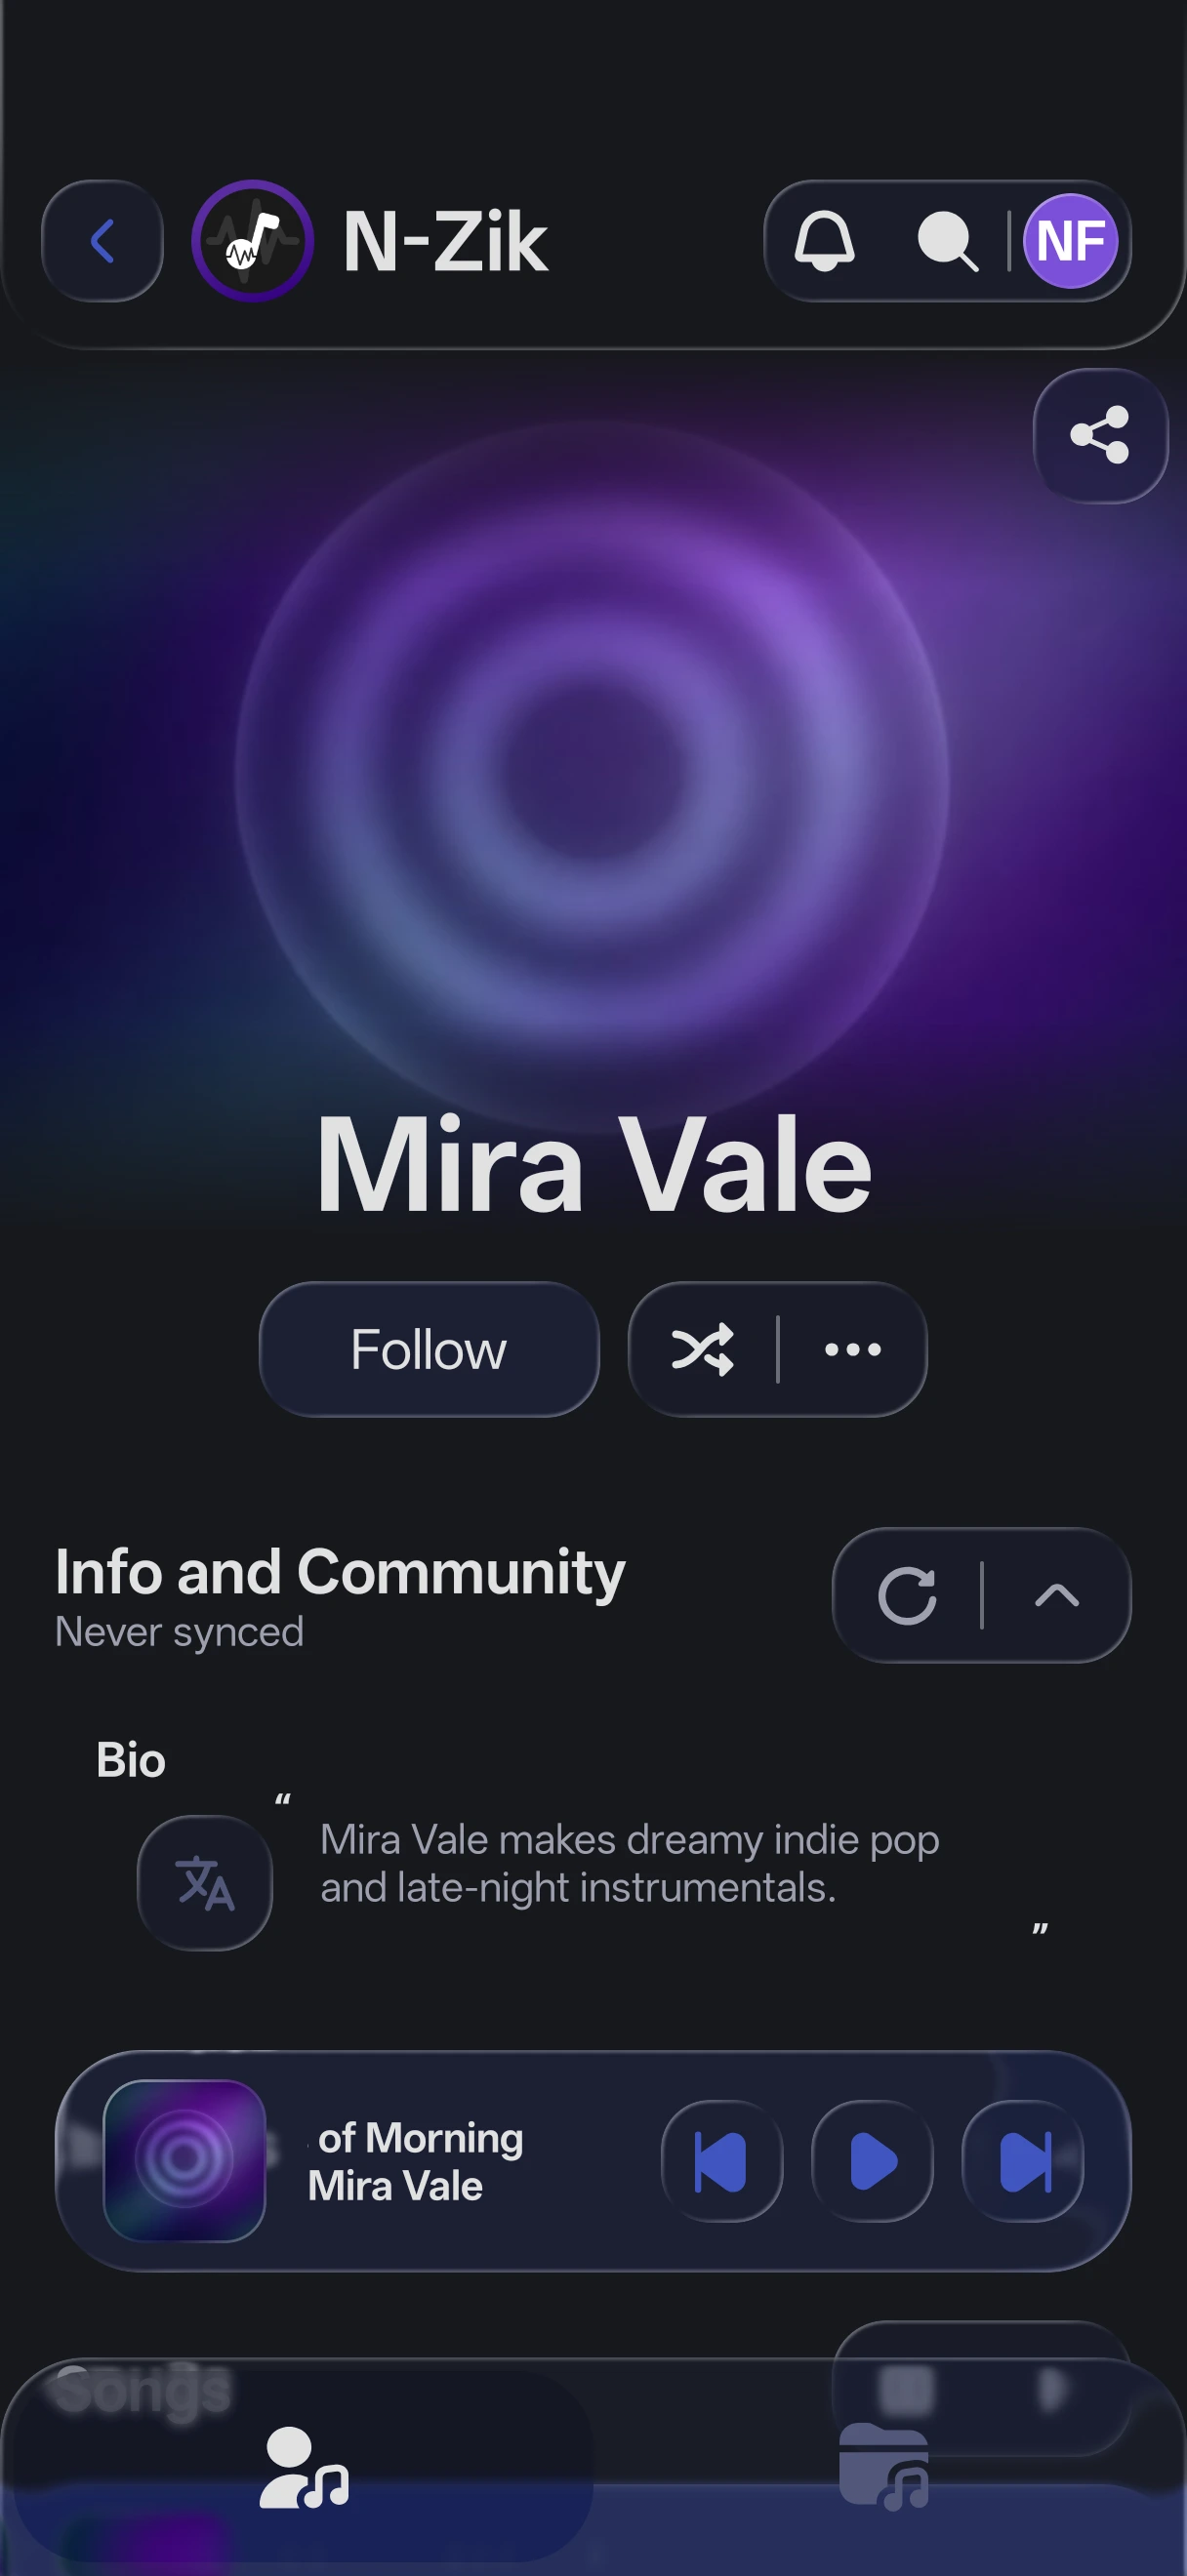 N-Zik
NF
Mira Vale
Follow
Info and Community
Never synced
Bio
“
Mira Vale makes dreamy indie pop
and late-night instrumentals.
”
of Morning
Mira Vale
Songs